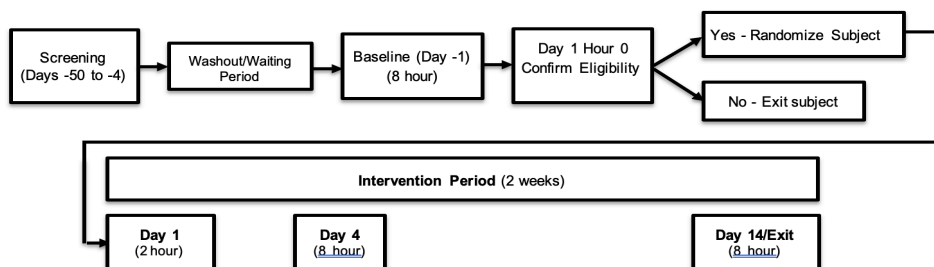 Screening
(Days -50 to -4)
Washout/Waiting
Period
Baseline (Day -1)
(8 hour)
Day 1 Hour 0
Confirm Eligibility
Yes - Randomize Subject
No - Exit subject
Intervention Period (2 weeks)
Day 1
(2 hour)
Day 4
(8 hour)
Day 14/Exit
(8 hour)